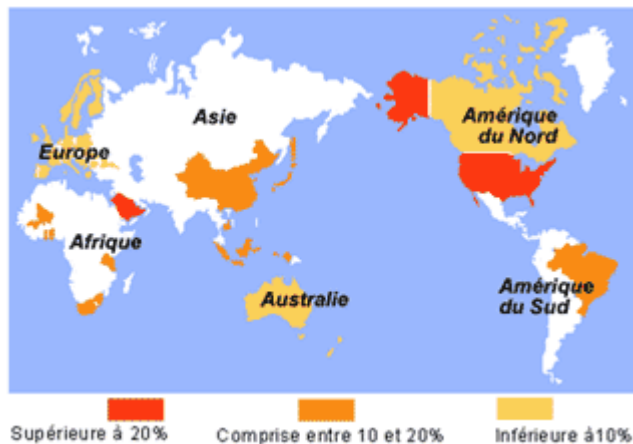 Asie
Amérique
du Nord
Europe
Afrique
Australie
Amérique
du Sud
Supérieure à 20%
Comprise entre 10 et 20%
Inférieure à10%